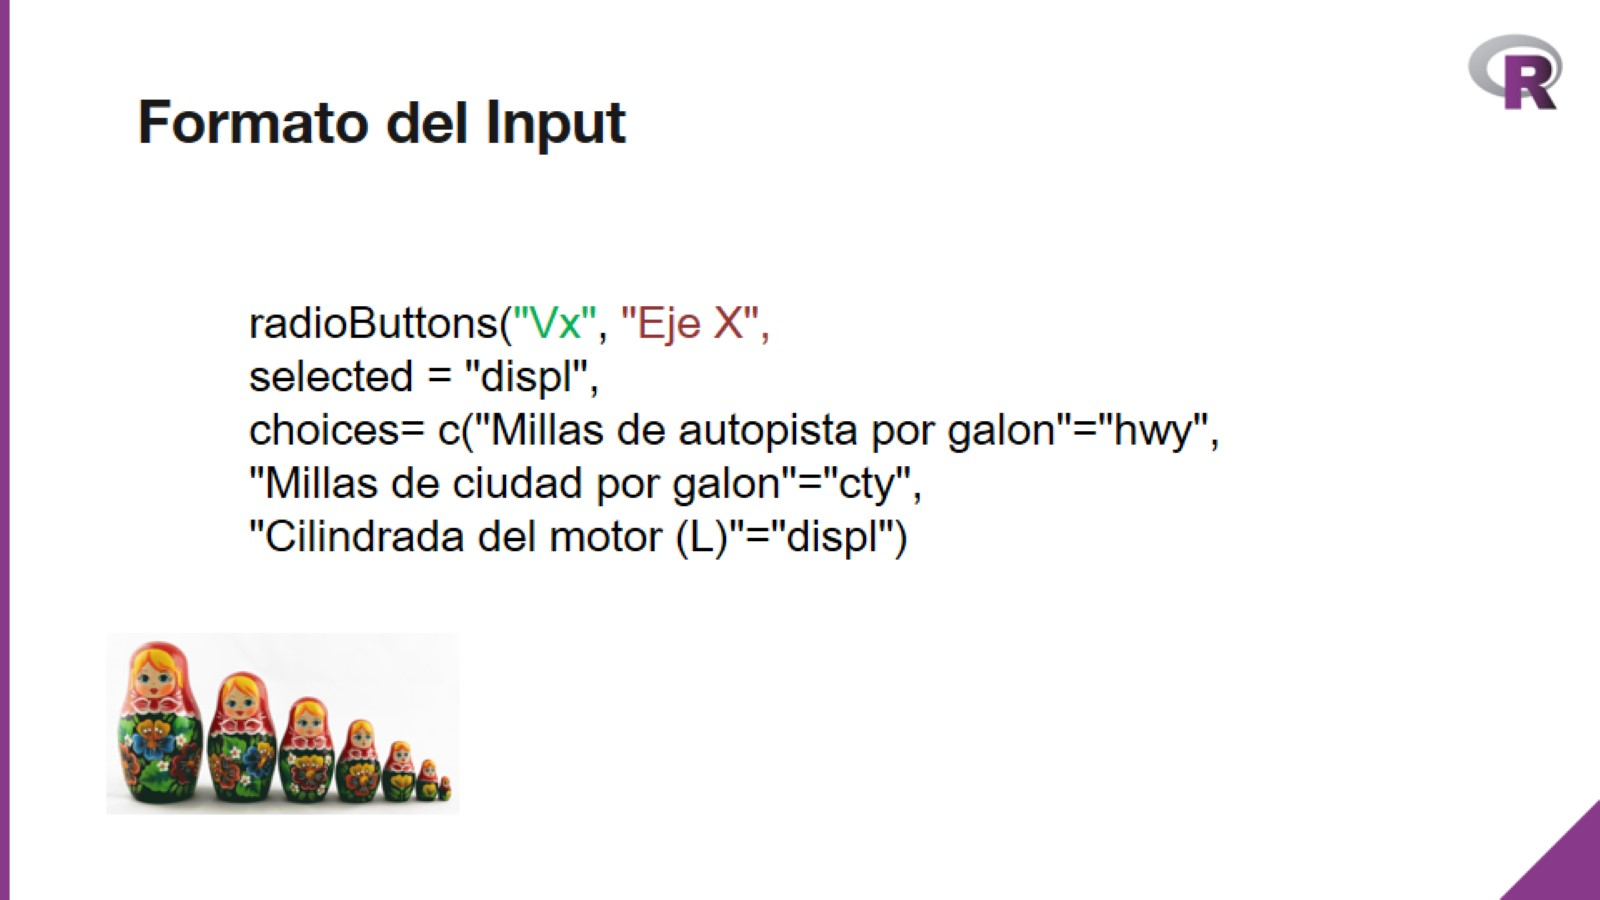 R
Formato del Input
radioButtons("Vx", "Eje X",
selected = "displ",
choices= c("Millas de autopista por galon"="hwy",
"Millas de ciudad por galon"="cty",
"Cilindrada del motor (L)"="displ")